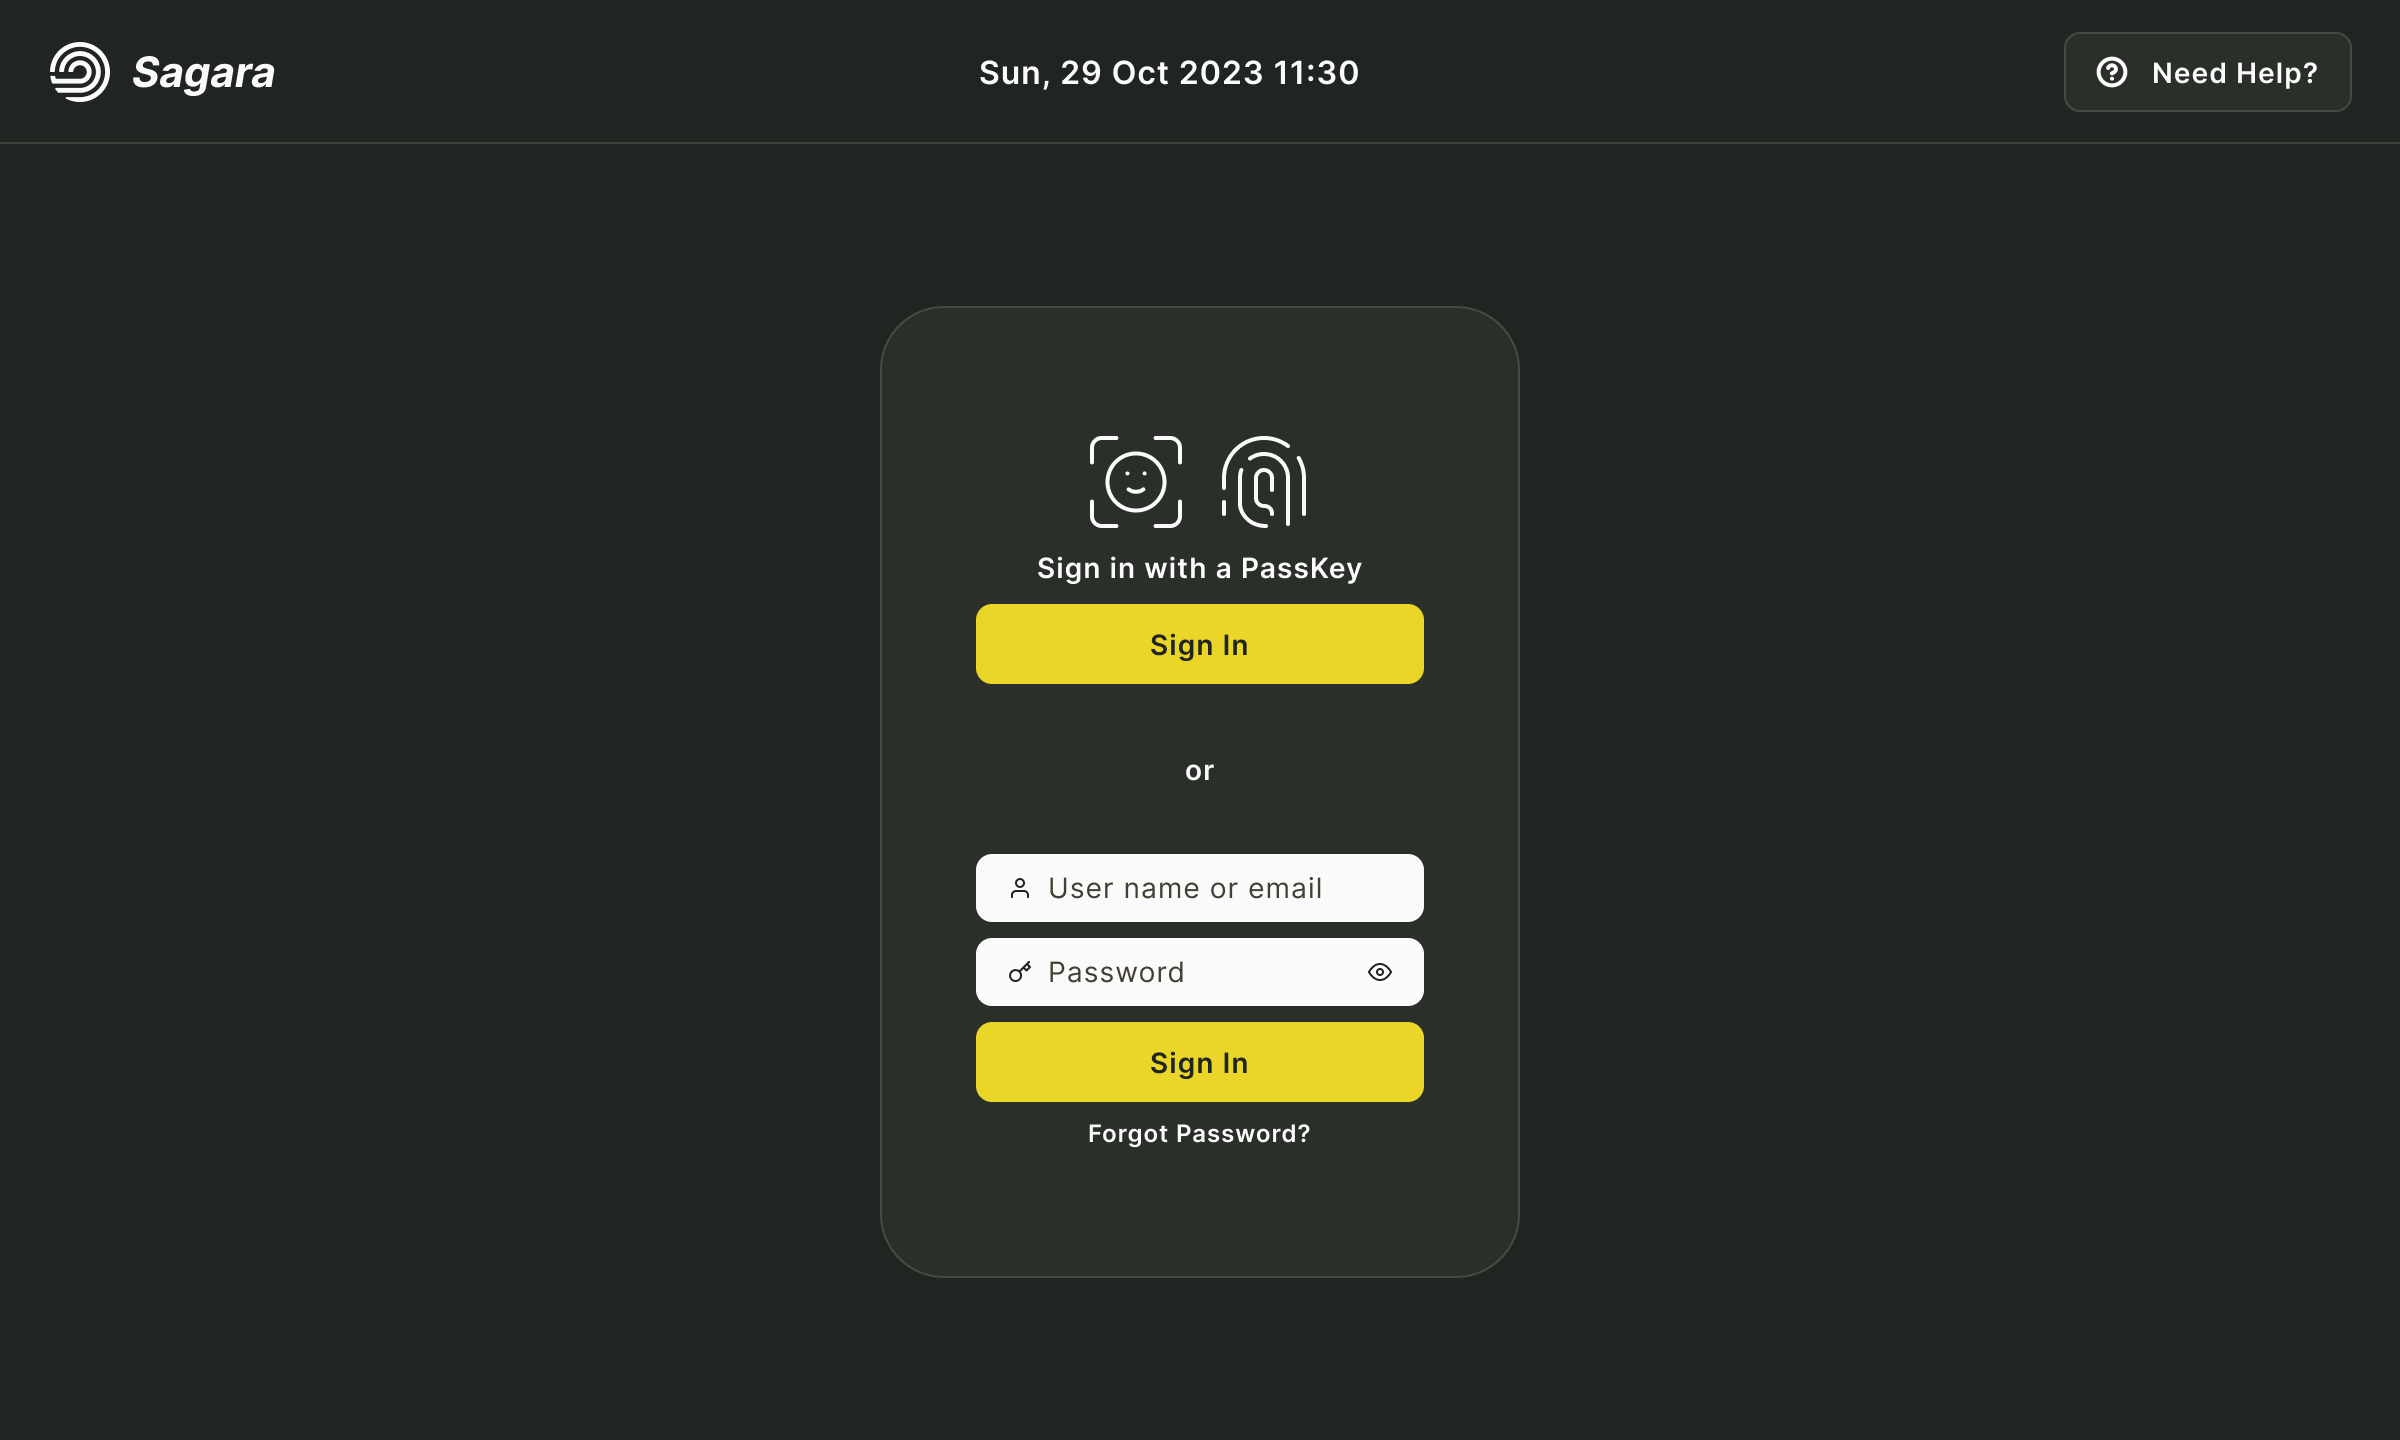 Sagara
Sun, 29 Oct 2023 11:30
Need Help?
Sign in with a PassKey
Sign In
or
User name or email
Password
Sign In
Forgot Password?